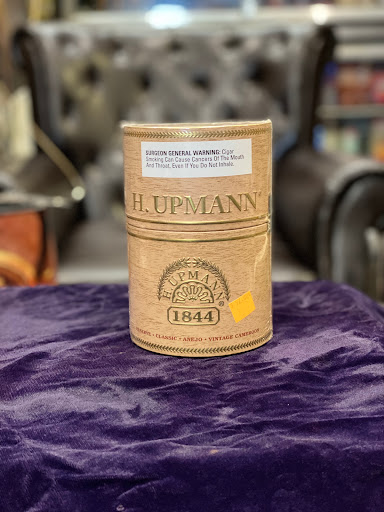 SURGEON GENERAL WARNING: Cigar
Smoking Can Cause Cancers Of The Mouth
And Throat, Even If You Do Not Inhale.
H. UPMANN®
H. UPMANN®
1844
RESERVE • CLASSIC • AÑEJO • VINTAGE CAMEROON